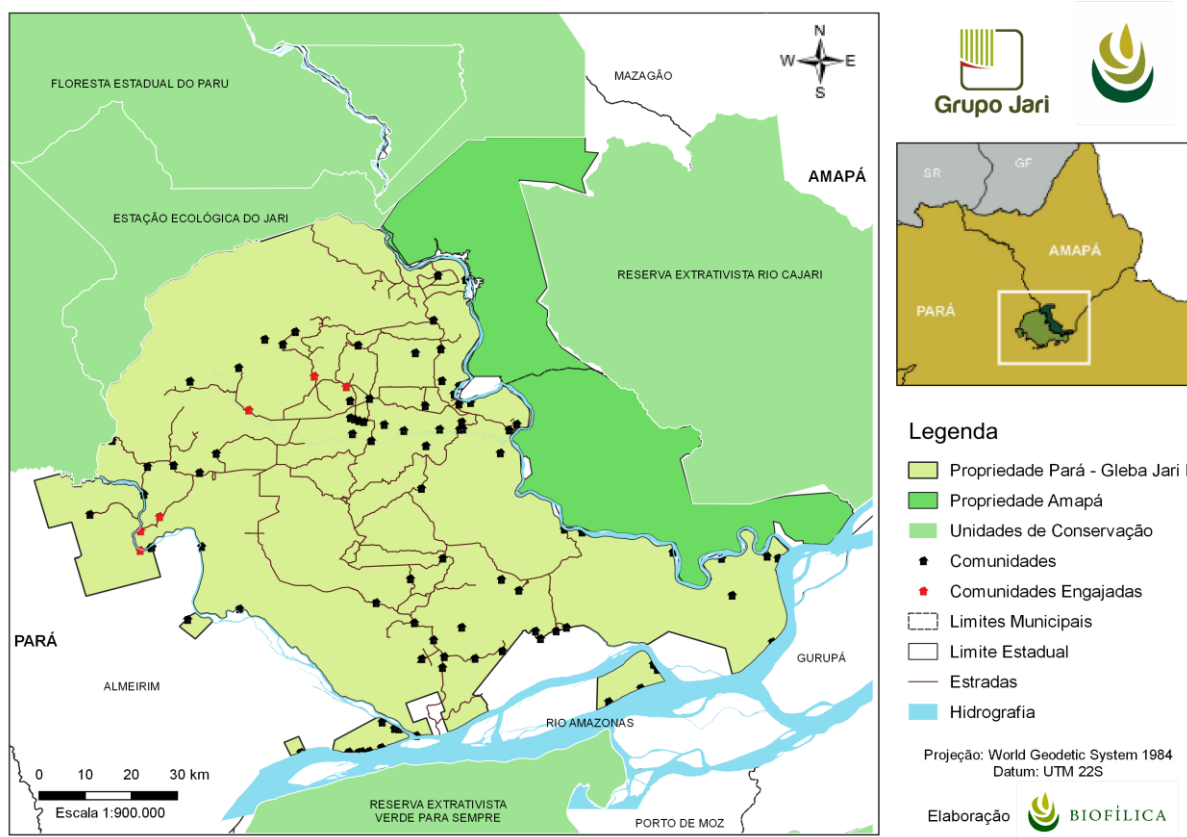 FLORESTA ESTADUAL DO PARU
MAZAGÃO
N
W E
S
AMAPÁ
ESTAÇÃO ECOLÓGICA DO JARI
RESERVA EXTRATIVISTA RIO CAJARI
PARÁ
ALMEIRIM
GURUPÁ
RIO AMAZONAS
0 10 20 30 km
Escala 1:900.000
RESERVA EXTRATIVISTA
VERDE PARA SEMPRE
PORTO DE MOZ
Grupo Jari
SR
GF
AMAPÁ
PARÁ
Legenda
Propriedade Pará - Gleba Jari I
Propriedade Amapá
Unidades de Conservação
Comunidades
Comunidades Engajadas
Limites Municipais
Limite Estadual
Estradas
Hidrografia
Projeção: World Geodetic System 1984
Datum: UTM 22S
Elaboração
BIOFÍLICA